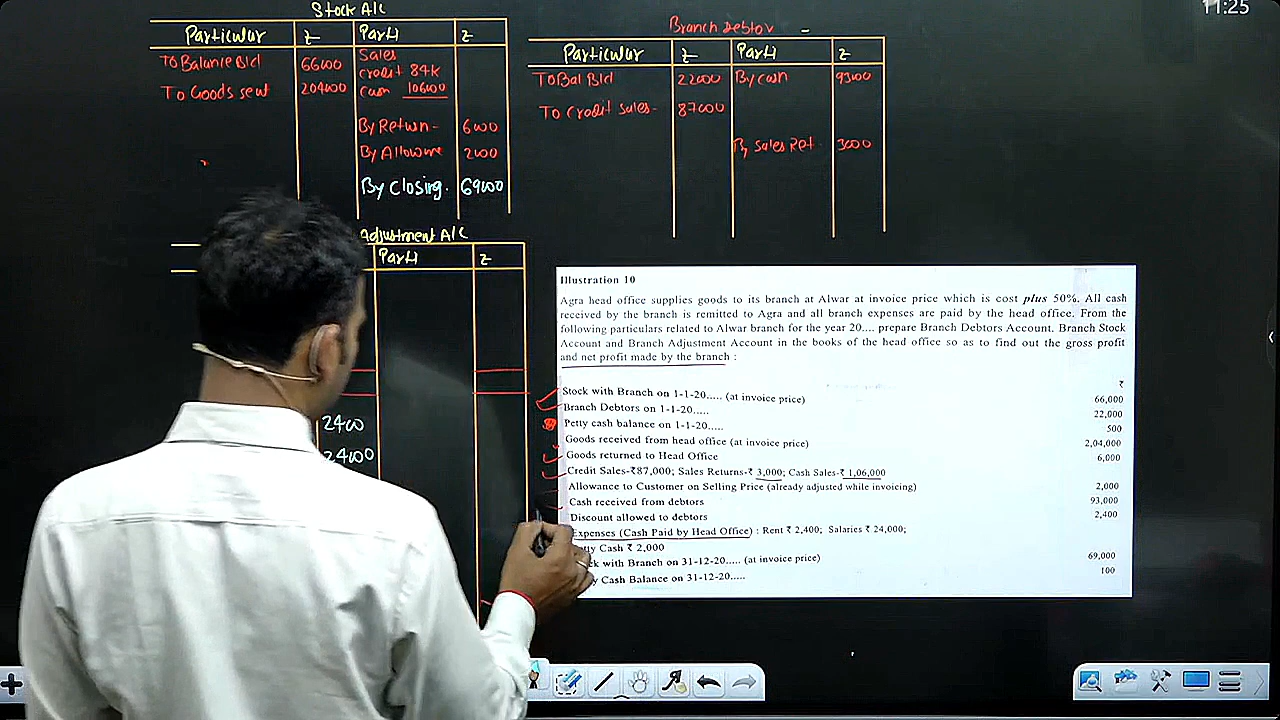 11:25
Stock A/c
Particular ₹ Parti ₹
To Balance B/d 66000 Sales
credit 84K
To Goods sent 204000 cash 106000
By Return - 6000
By Allowance 2000
By Closing. 69000
Branch Debtor -
Particular ₹ Parti ₹
To Bal B/d 22000 By cash 93000
To credit sales - 87000
By sales Ret. 3000
Adjustment A/c
Parti ₹
2400
24000
Illustration 10
Agra head office supplies goods to its branch at Alwar at invoice price which is cost plus 50%. All cash
received by the branch is remitted to Agra and all branch expenses are paid by the head office. From the
following particulars related to Alwar branch for the year 20.... prepare Branch Debtors Account, Branch Stock
Account and Branch Adjustment Account in the books of the head office so as to find out the gross profit
and net profit made by the branch :
₹
Stock with Branch on 1-1-20..... (at invoice price) 66,000
Branch Debtors on 1-1-20..... 22,000
Petty cash balance on 1-1-20..... 500
Goods received from head office (at invoice price) 2,04,000
Goods returned to Head Office 6,000
Credit Sales-₹87,000; Sales Returns-₹ 3,000; Cash Sales-₹ 1,06,000
Allowance to Customer on Selling Price (already adjusted while invoicing) 2,000
Cash received from debtors 93,000
Discount allowed to debtors 2,400
Expenses (Cash Paid by Head Office) : Rent ₹ 2,400; Salaries ₹ 24,000;
tty Cash ₹ 2,000
ck with Branch on 31-12-20..... (at invoice price) 69,000
y Cash Balance on 31-12-20..... 100